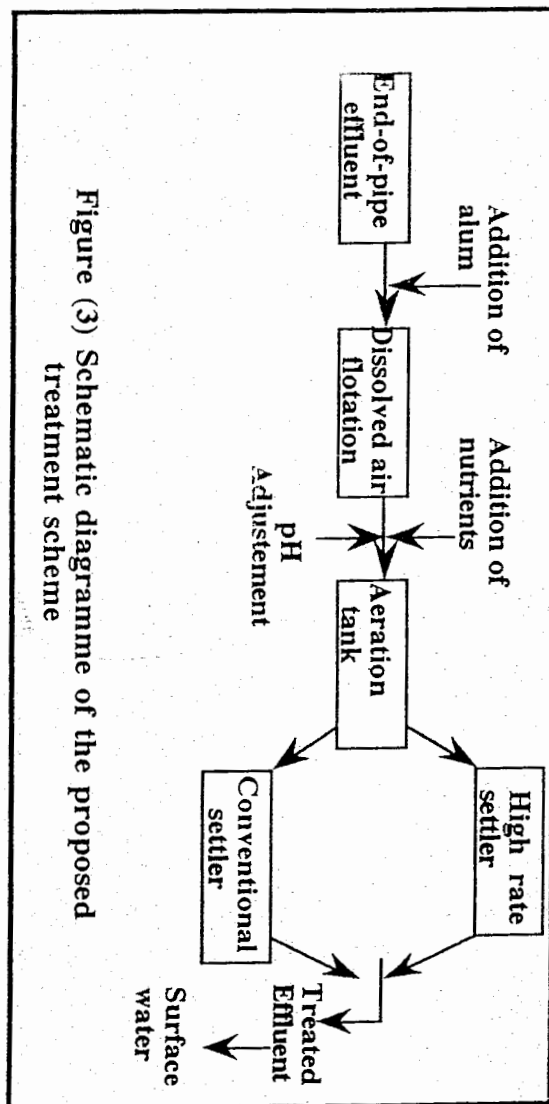 Addition of
alum
Addition of
nutrients
End-of-pipe
effluent
Dissolved air
flotation
pH
Adjustement
Aeration
tank
High rate
settler
Conventional
settler
Treated
Effluent
Surface
water
Figure (3) Schematic diagramme of the proposed
treatment scheme